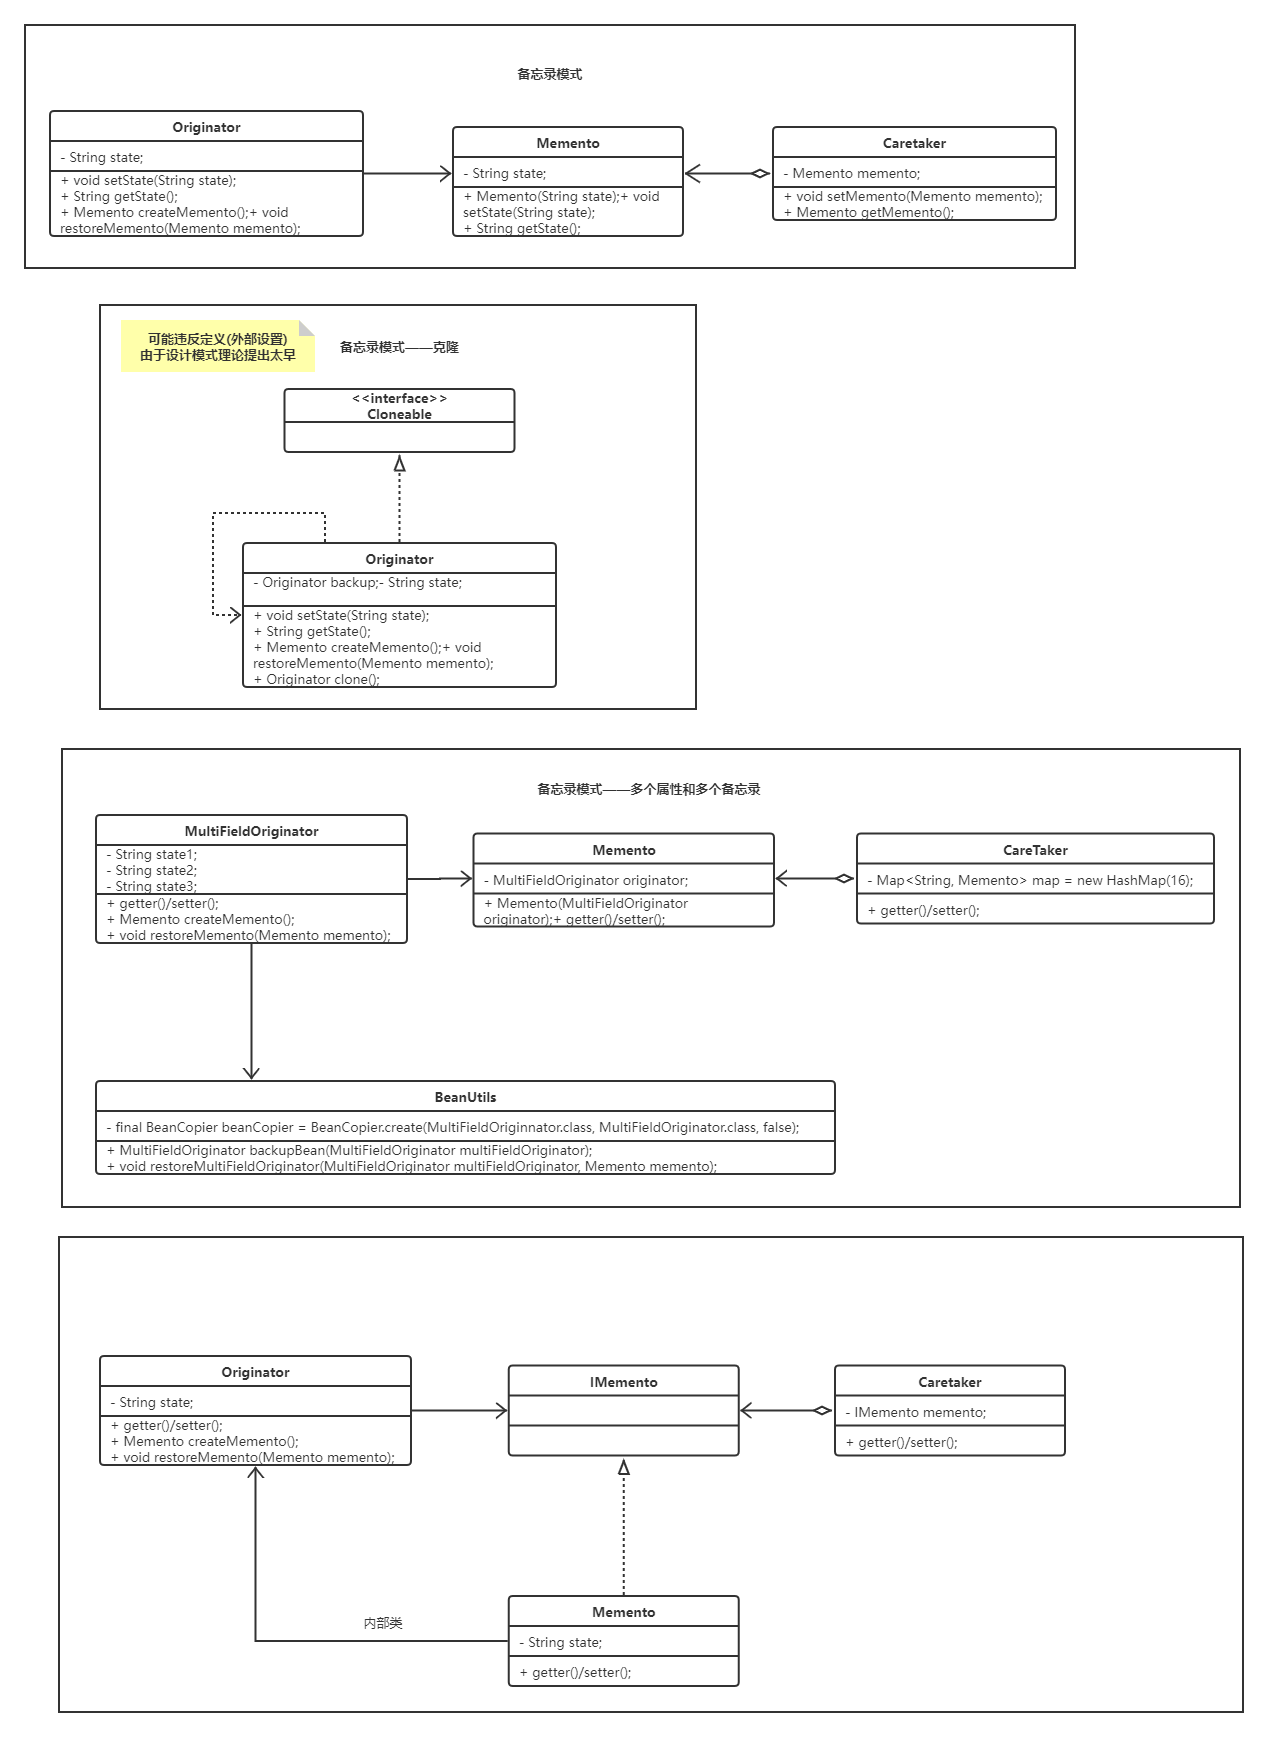 备忘录模式
Originator
- String state;
+ void setState(String state);
+ String getState();
+ Memento createMemento();+ void
restoreMemento(Memento memento);
Memento
- String state;
+ Memento(String state);+ void
setState(String state);
+ String getState();
Caretaker
- Memento memento;
+ void setMemento(Memento memento);
+ Memento getMemento();
可能违反定义(外部设置)
由于设计模式理论提出太早
备忘录模式——克隆
<<interface>>
Cloneable
Originator
- Originator backup;- String state;
+ void setState(String state);
+ String getState();
+ Memento createMemento();+ void
restoreMemento(Memento memento);
+ Originator clone();
备忘录模式——多个属性和多个备忘录
MultiFieldOriginator
- String state1;
- String state2;
- String state3;
+ getter()/setter();
+ Memento createMemento();
+ void restoreMemento(Memento memento);
Memento
- MultiFieldOriginator originator;
+ Memento(MultiFieldOriginator
originator);+ getter()/setter();
CareTaker
- Map<String, Memento> map = new HashMap(16);
+ getter()/setter();
BeanUtils
- final BeanCopier beanCopier = BeanCopier.create(MultiFieldOriginnator.class, MultiFieldOriginator.class, false);
+ MultiFieldOriginator backupBean(MultiFieldOriginator multiFieldOriginator);
+ void restoreMultiFieldOriginator(MultiFieldOriginator multiFieldOriginator, Memento memento);
Originator
- String state;
+ getter()/setter();
+ Memento createMemento();
+ void restoreMemento(Memento memento);
IMemento
Caretaker
- IMemento memento;
+ getter()/setter();
内部类
Memento
- String state;
+ getter()/setter();